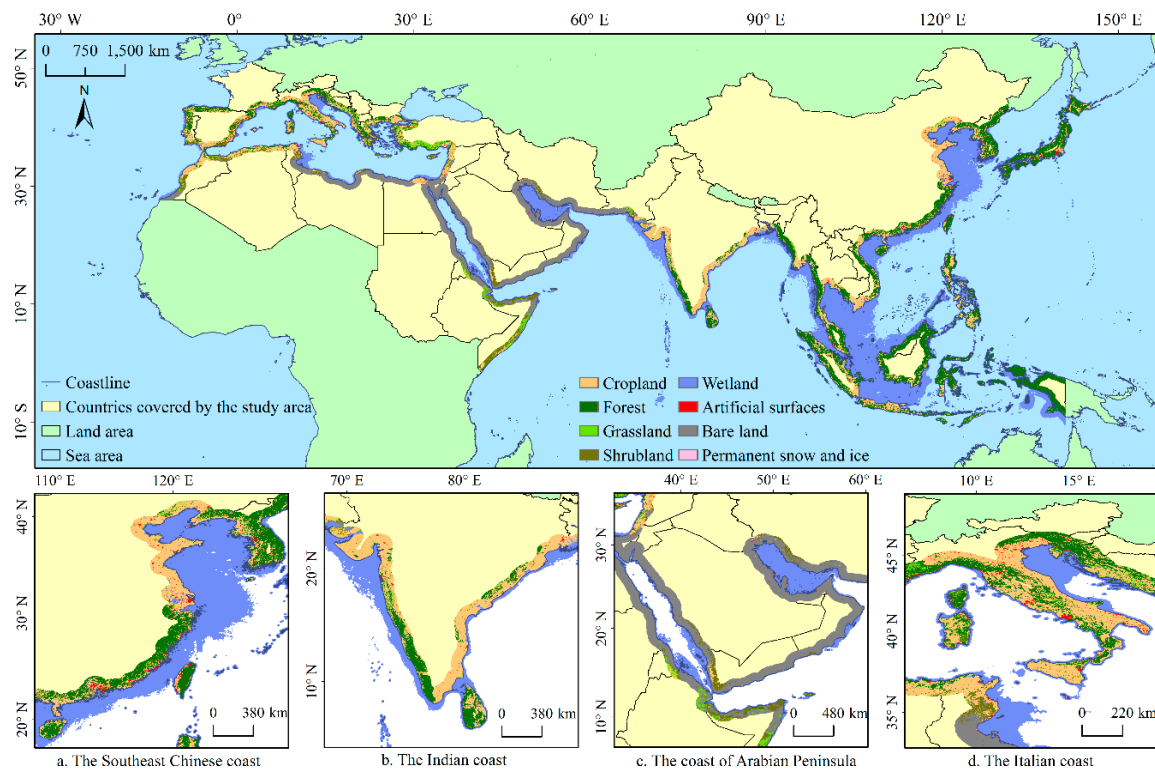 30° W 0° 30° E 60° E 90° E 120° E 150° E
0 750 1,500 km
N
50° N
30° N
10° N
10° S
Coastline
Countries covered by the study area
Land area
Sea area
Cropland
Forest
Grassland
Shrubland
Wetland
Artificial surfaces
Bare land
Permanent snow and ice
110° E 120° E
40° N
30° N
20° N
0 380 km
a. The Southeast Chinese coast
70° E 80° E
20° N
10° N
0 380 km
b. The Indian coast
40° E 50° E 60° E
30° N
20° N
10° N
0 480 km
c. The coast of Arabian Peninsula
10° E 15° E
45° N
40° N
35° N
0 220 km
d. The Italian coast